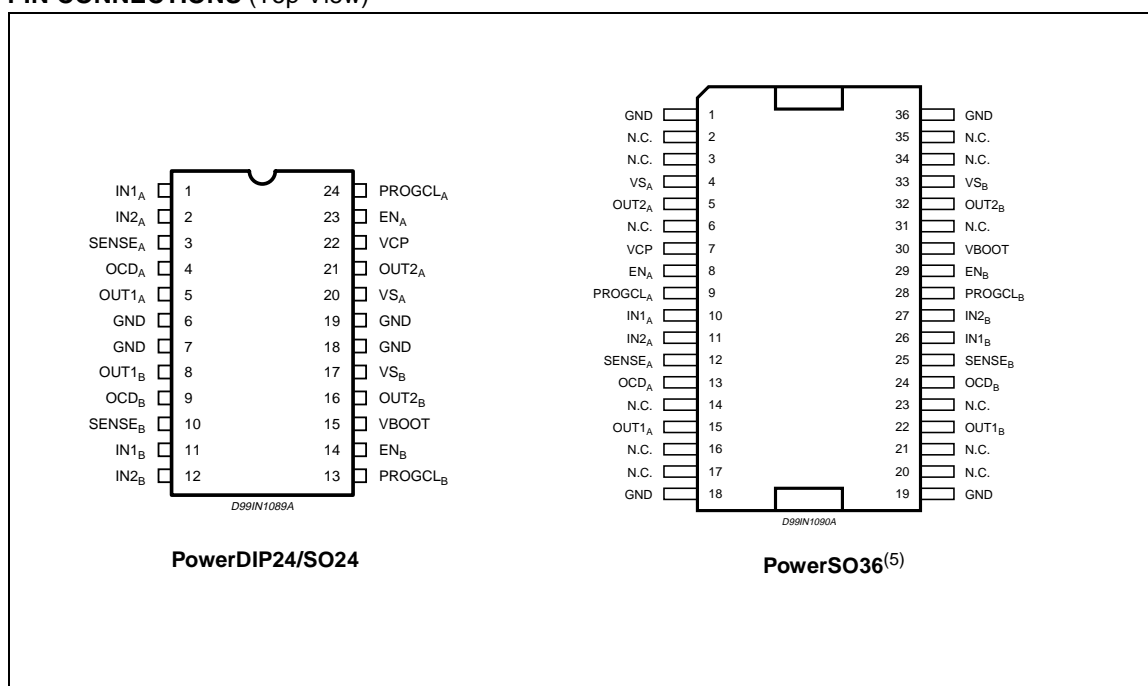 PIN CONNECTIONS (Top View)
IN1A 1 24 PROGCLA
IN2A 2 23 ENA
SENSEA 3 22 VCP
OCDA 4 21 OUT2A
OUT1A 5 20 VSA
GND 6 19 GND
GND 7 18 GND
OUT1B 8 17 VSB
OCDB 9 16 OUT2B
SENSEB 10 15 VBOOT
IN1B 11 14 ENB
IN2B 12 13 PROGCLB
D99IN1089A
PowerDIP24/SO24
GND 1 36 GND
N.C. 2 35 N.C.
N.C. 3 34 N.C.
VSA 4 33 VSB
OUT2A 5 32 OUT2B
N.C. 6 31 N.C.
VCP 7 30 VBOOT
ENA 8 29 ENB
PROGCLA 9 28 PROGCLB
IN1A 10 27 IN2B
IN2A 11 26 IN1B
SENSEA 12 25 SENSEB
OCDA 13 24 OCDB
N.C. 14 23 N.C.
OUT1A 15 22 OUT1B
N.C. 16 21 N.C.
N.C. 17 20 N.C.
GND 18 19 GND
D99IN1090A
PowerSO36(5)